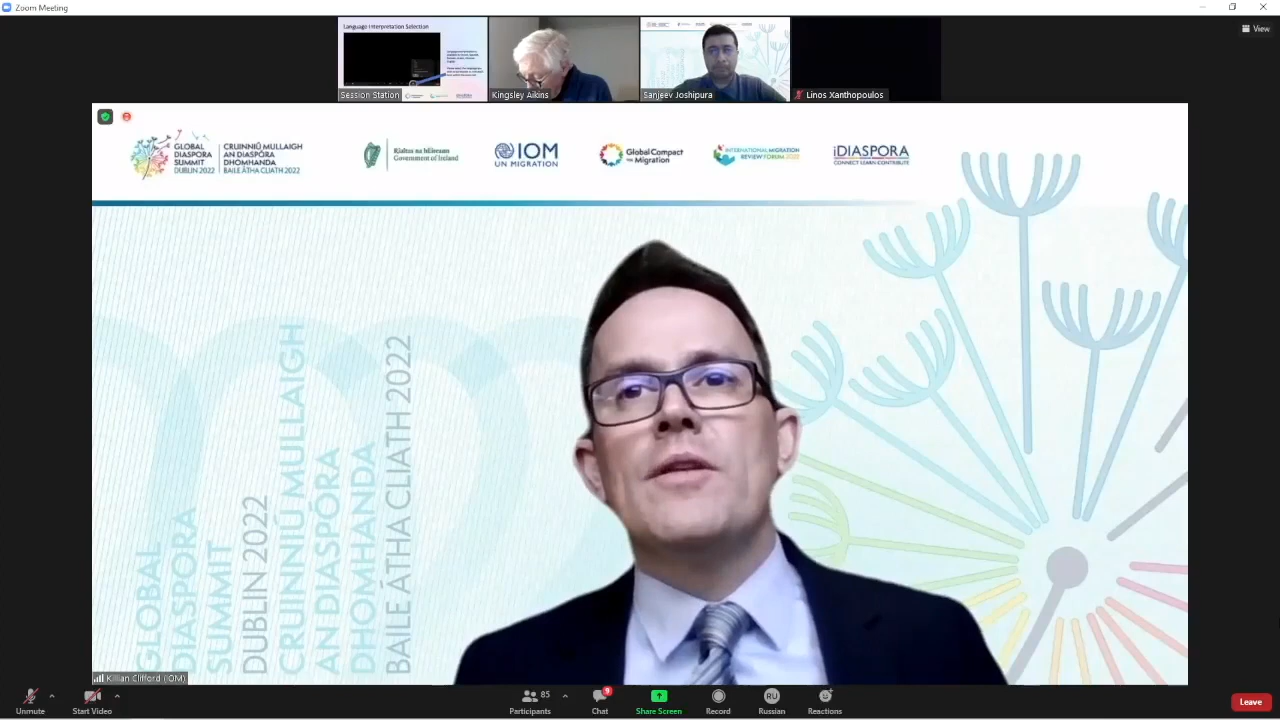 Zoom Meeting
View
Language Interpretation Selection
Session Station
Kingsley Aikins
Sanjeev Joshipura
Linos Xanthopoulos
GLOBAL
DIASPORA
SUMMIT
DUBLIN 2022
CRUINNIÚ MULLAIGH
AN DIASPÓRA
DHOMHANDA
BAILE ÁTHA CLIATH 2022
Rialtas na hÉireann
Government of Ireland
IOM
UN MIGRATION
Global Compact
for Migration
INTERNATIONAL MIGRATION
REVIEW FORUM 2022
iDIASPORA
CONNECT·LEARN·CONTRIBUTE
GLOBAL
DIASPORA
SUMMIT
DUBLIN 2022
CRUINNIÚ MULLAIGH
AN DIASPÓRA
DHOMHANDA
BAILE ÁTHA CLIATH 2022
Killian Clifford (IOM)
Unmute
Start Video
85
Participants
9
Chat
Share Screen
Record
RU
Russian
Reactions
Leave